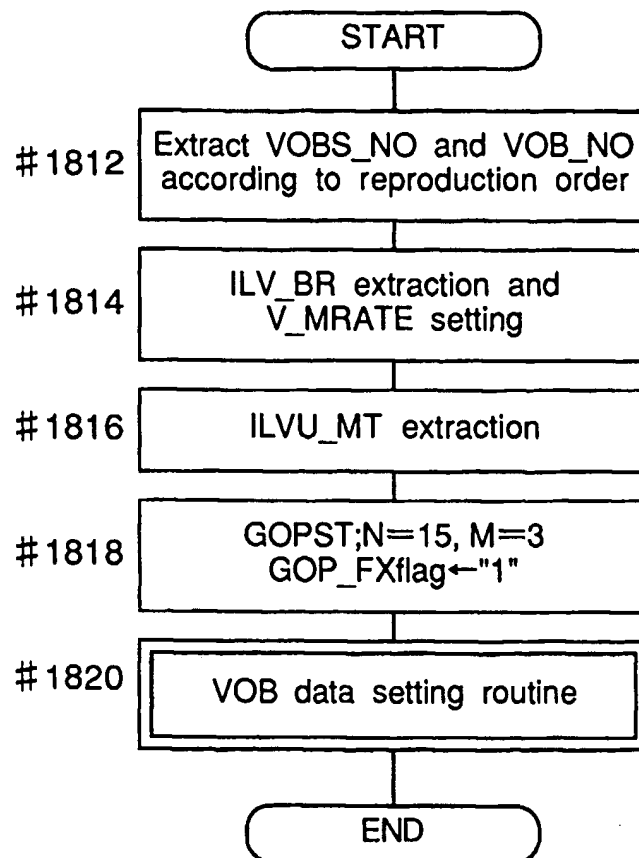 START
#1812
Extract VOBS_NO and VOB_NO
according to reproduction order
#1814
ILV_BR extraction and
V_MRATE setting
#1816
ILVU_MT extraction
#1818
GOPST;N=15, M=3
GOP_FXflag←"1"
#1820
VOB data setting routine
END